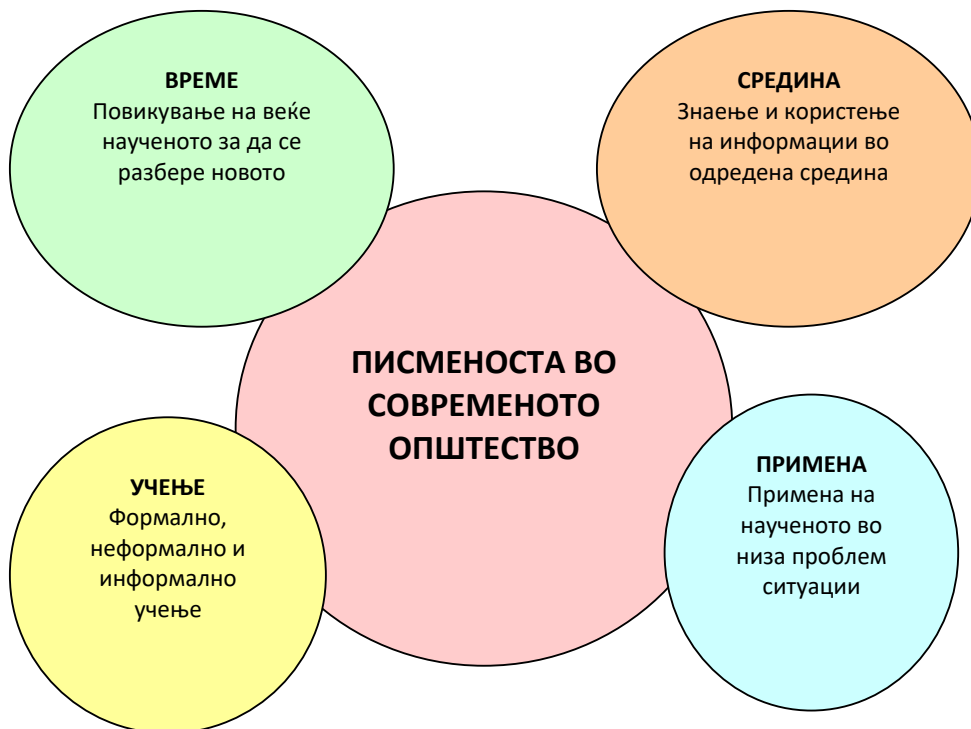 ВРЕМЕ
Повикување на веќе
наученото за да се
разбере новото
СРЕДИНА
Знаење и користење
на информации во
одредена средина
ПИСМЕНОСТА ВО
СОВРЕМЕНОТО
ОПШТЕСТВО
УЧЕЊЕ
Формално,
неформално и
информално
учење
ПРИМЕНА
Примена на
наученото во
низа проблем
ситуации